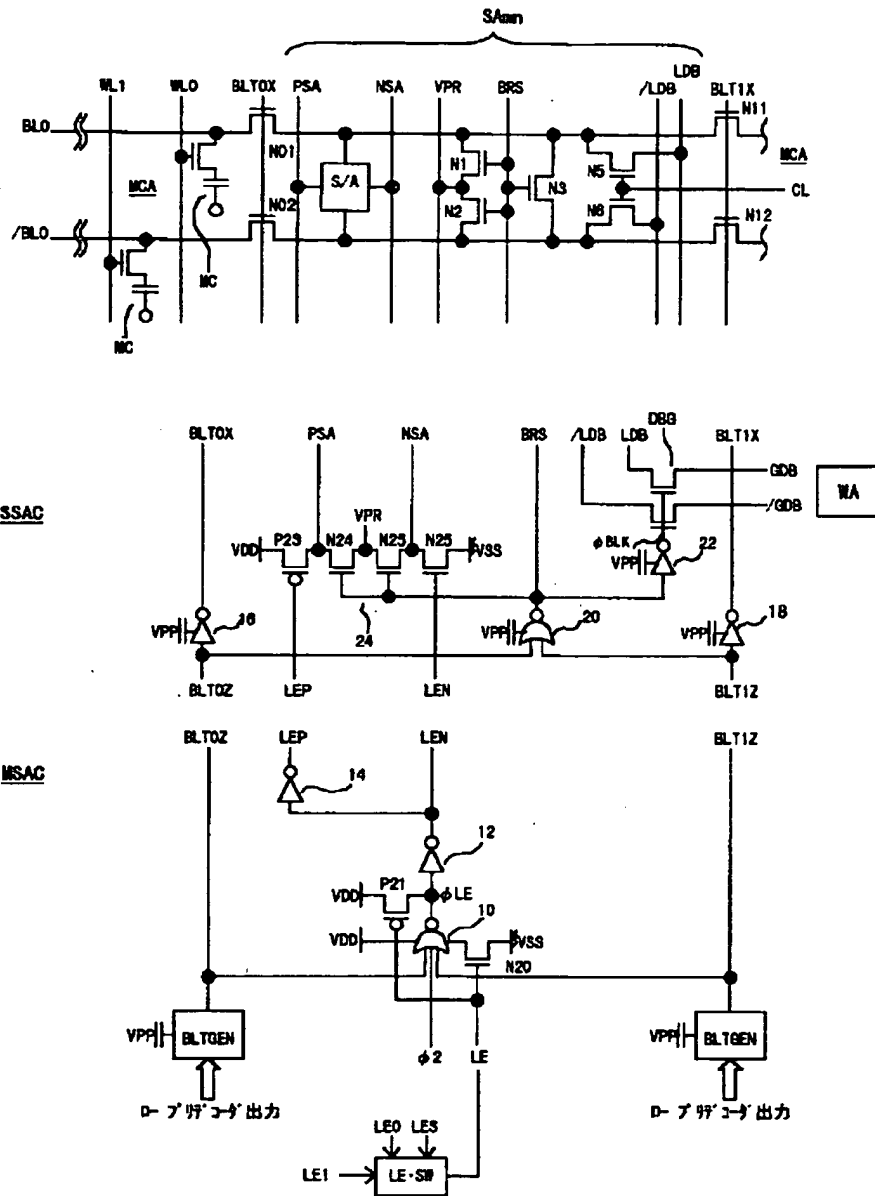 SAmn
WL1 WL0 BLT0X PSA NSA VPR BRS /LDB LDB BLT1X
N11
BL0
N01
N1
S/A
N3
N5
MCA
MCA
CL
N2
N6
N02
N12
/BL0
MC
MC
BLT0X PSA NSA BRS /LDB LDB DBG BLT1X
GDB
WA
SSAC
VPR
/GDB
P23 N24 N23 N25
VDD
VSS
φBLK
VPP
22
VPP
16
VPP
20
VPP
18
24
BLT0Z LEP LEN BLT1Z
BLT0Z LEP LEN BLT1Z
MSAC
14
12
P21
VDD
φLE
10
VDD
VSS
N20
VPP
BLTGEN
VPP
BLTGEN
φ2 LE
ロープリデコーダ出力
ロープリデコーダ出力
LE0 LES
LE1
LE・SW